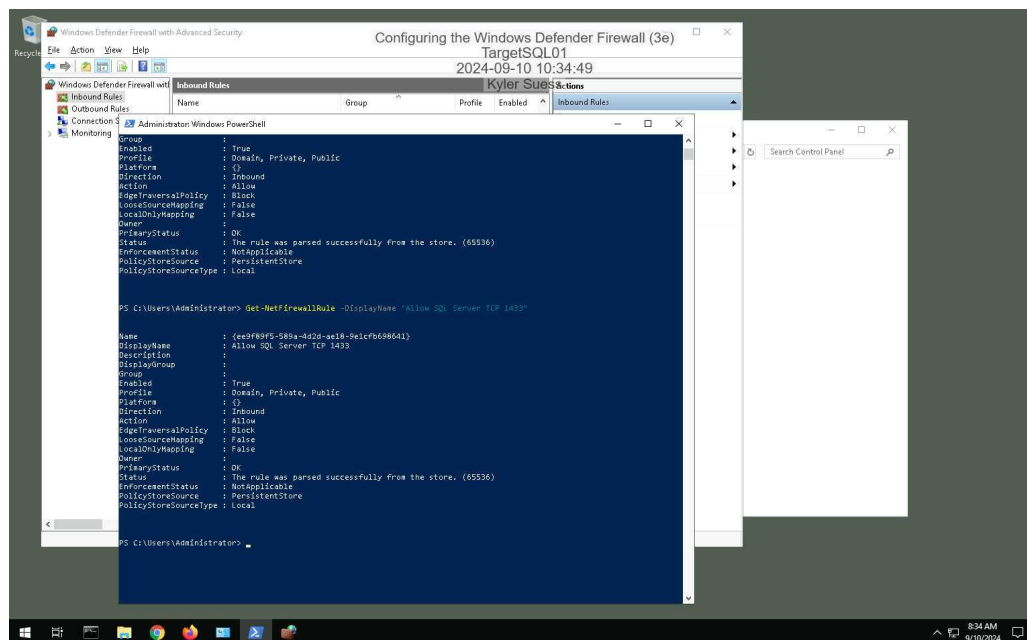 Recycle
Windows Defender Firewall with Advanced Security
File Action View Help
Configuring the Windows Defender Firewall (3e)
TargetSQL01
2024-09-10 10:34:49
Kyler Suesa
Windows Defender Firewall witl
Inbound Rules
Outbound Rules
Connection S
Monitoring
Inbound Rules
Name Group Profile Enabled
Actions
Inbound Rules
Search Control Panel
Administrator: Windows PowerShell
Group :
Enabled : True
Profile : Domain, Private, Public
Platform : {}
Direction : Inbound
Action : Allow
EdgeTraversalPolicy : Block
LooseSourceMapping : False
LocalOnlyMapping : False
Owner :
PrimaryStatus : OK
Status : The rule was parsed successfully from the store. (65536)
EnforcementStatus : NotApplicable
PolicyStoreSource : PersistentStore
PolicyStoreSourceType : Local
PS C:\Users\Administrator> Get-NetFirewallRule -DisplayName "Allow SQL Server TCP 1433"
Name : {ee9f89f5-589a-4d2d-ae18-9e1cfb698641}
DisplayName : Allow SQL Server TCP 1433
Description :
DisplayGroup :
Group :
Enabled : True
Profile : Domain, Private, Public
Platform : {}
Direction : Inbound
Action : Allow
EdgeTraversalPolicy : Block
LooseSourceMapping : False
LocalOnlyMapping : False
Owner :
PrimaryStatus : OK
Status : The rule was parsed successfully from the store. (65536)
EnforcementStatus : NotApplicable
PolicyStoreSource : PersistentStore
PolicyStoreSourceType : Local
PS C:\Users\Administrator> _
8:34 AM
9/10/2024